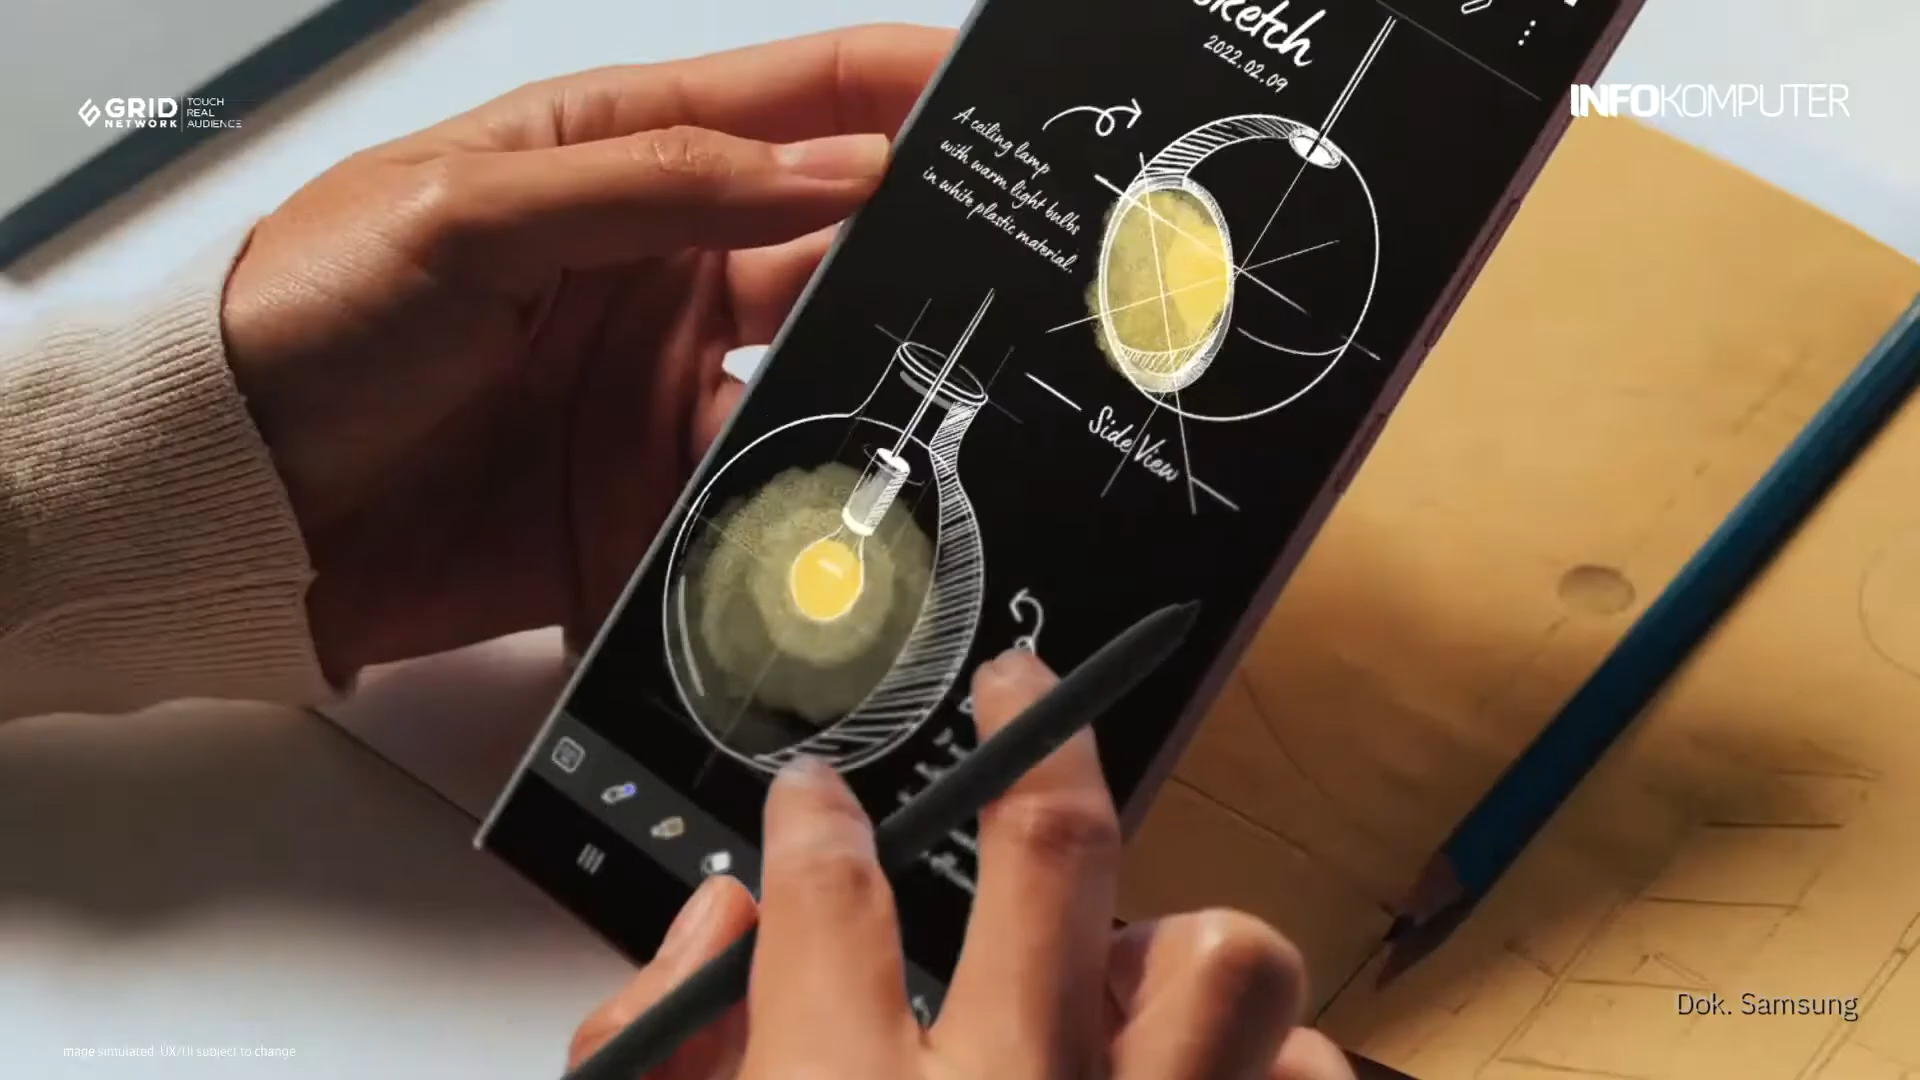 GRID
NETWORK
TOUCH
REAL
AUDIENCE
INFOKOMPUTER
Sketch
2022.02.09
A ceiling lamp
with warm light bulbs
in white plastic material.
Side View
Dok. Samsung
mage simulated. UX/UI subject to change